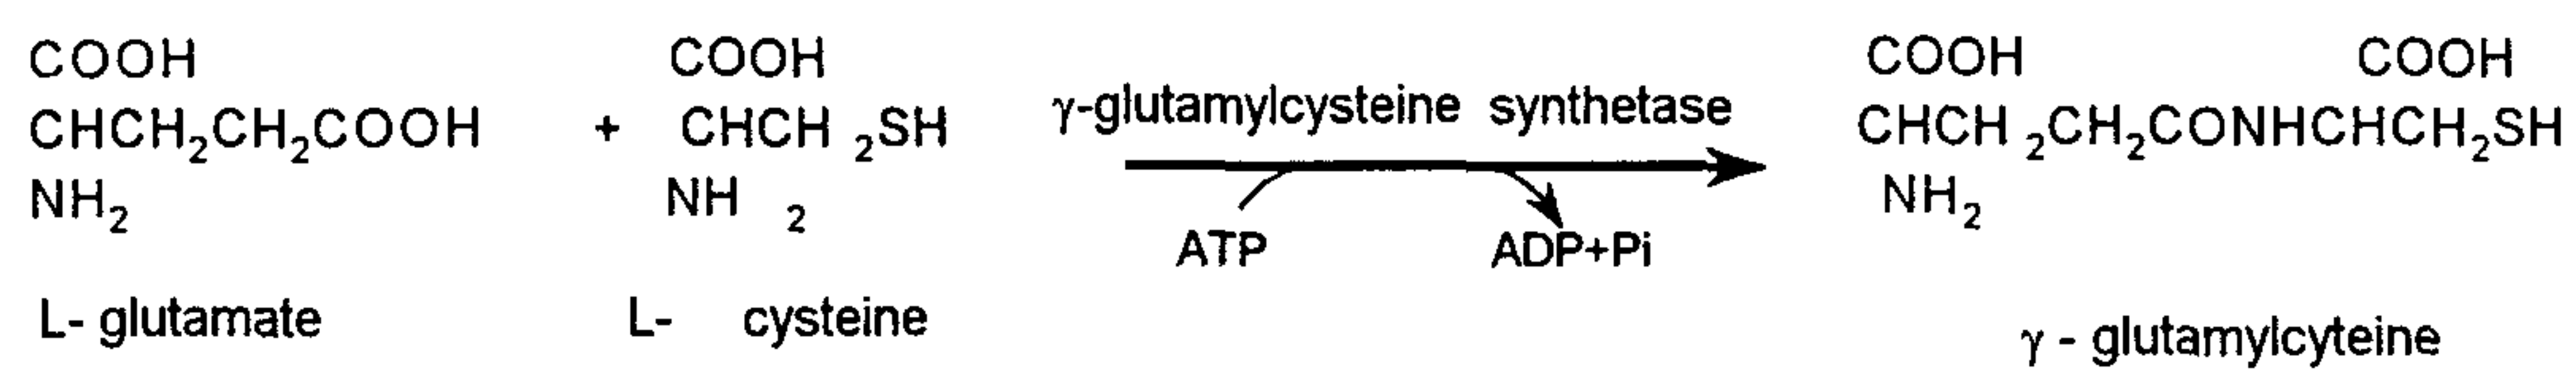 COOH COOH COOH COOH
CHCH₂CH₂COOH + CHCH ₂SH γ-glutamylcysteine synthetase CHCH ₂CH₂CONHCHCH₂SH
NH₂ NH ₂ NH₂
ATP ADP+Pi
L- glutamate L- cysteine γ - glutamylcyteine